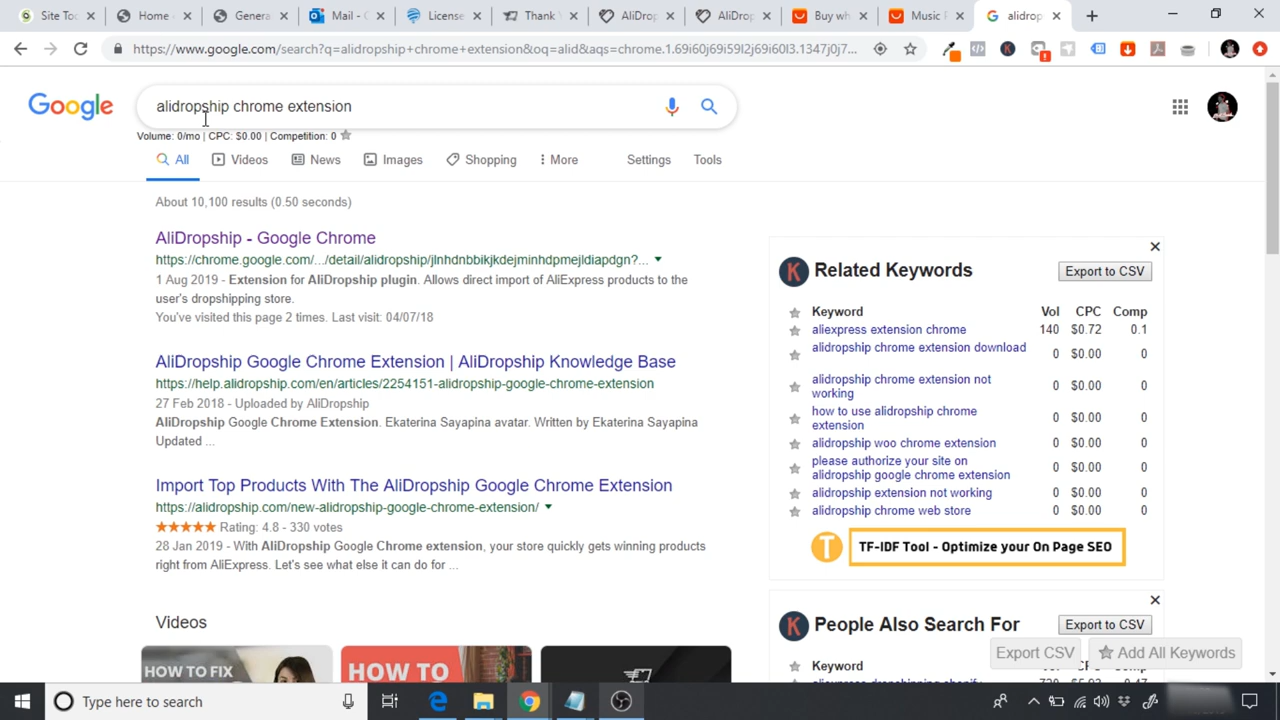 Site Too
Home -
Genera
Mail -
License
Thank Y
AliDrop
AliDrop
Buy wh
Music F
alidrop
https://www.google.com/search?q=alidropship+chrome+extension&oq=alid&aqs=chrome.1.69i60j69i59l2j69i60l3.1347j0j7...
Google
alidropship chrome extension
Volume: 0/mo | CPC: $0.00 | Competition: 0
All
Videos
News
Images
Shopping
More
Settings
Tools
About 10,100 results (0.50 seconds)
AliDropship - Google Chrome
https://chrome.google.com/.../detail/alidropship/jlnhdnbbikjkdejminhdpmejldiapdgn?...
1 Aug 2019 - Extension for AliDropship plugin. Allows direct import of AliExpress products to the
user's dropshipping store.
You've visited this page 2 times. Last visit: 04/07/18
AliDropship Google Chrome Extension | AliDropship Knowledge Base
https://help.alidropship.com/en/articles/2254151-alidropship-google-chrome-extension
27 Feb 2018 - Uploaded by AliDropship
AliDropship Google Chrome Extension. Ekaterina Sayapina avatar. Written by Ekaterina Sayapina
Updated ...
Import Top Products With The AliDropship Google Chrome Extension
https://alidropship.com/new-alidropship-google-chrome-extension/
Rating: 4.8 - 330 votes
28 Jan 2019 - With AliDropship Google Chrome extension, your store quickly gets winning products
right from AliExpress. Let's see what else it can do for ...
Videos
HOW TO FIX
HOW TO
K Related Keywords
Export to CSV
Keyword Vol CPC Comp
aliexpress extension chrome 140 $0.72 0.1
alidropship chrome extension download 0 $0.00 0
alidropship chrome extension not
working 0 $0.00 0
how to use alidropship chrome
extension 0 $0.00 0
alidropship woo chrome extension 0 $0.00 0
please authorize your site on
alidropship google chrome extension 0 $0.00 0
alidropship extension not working 0 $0.00 0
alidropship chrome web store 0 $0.00 0
T TF-IDF Tool - Optimize your On Page SEO
K People Also Search For
Export to CSV
Export CSV
Add All Keywords
Keyword
aliexpress dropshipping shopify
Type here to search